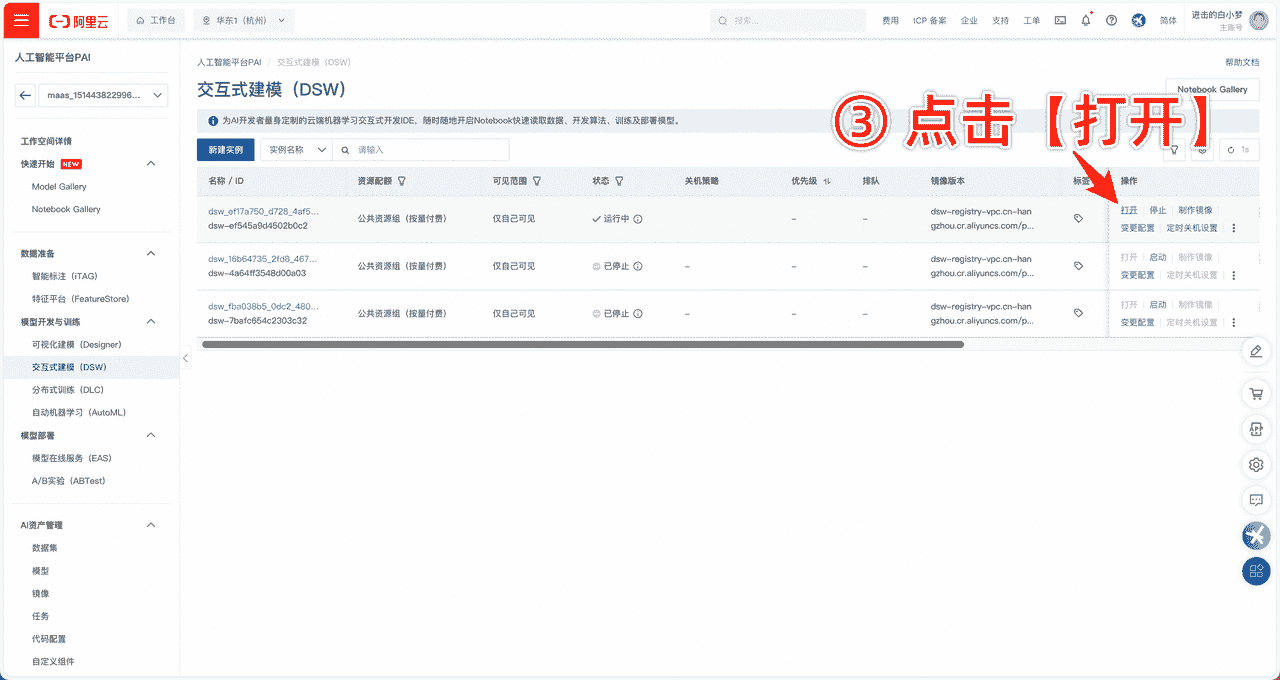 阿里云 工作台 华东1（杭州） 搜索... 费用 ICP 备案 企业 支持 工单 简体 进击的白小梦
主账号
人工智能平台PAI
maas_151443822996...
工作空间详情
快速开始 NEW
Model Gallery
Notebook Gallery
数据准备
智能标注（iTAG）
特征平台（FeatureStore）
模型开发与训练
可视化建模（Designer）
交互式建模（DSW）
分布式训练（DLC）
自动机器学习（AutoML）
模型部署
模型在线服务（EAS）
A/B实验（ABTest）
AI资产管理
数据集
模型
镜像
任务
代码配置
自定义组件
人工智能平台PAI / 交互式建模（DSW） 帮助文档
交互式建模（DSW） Notebook Gallery
③ 点击【打开】
为AI开发者量身定制的云端机器学习交互式开发IDE，随时随地开启Notebook快速读取数据、开发算法、训练及部署模型。
新建实例 实例名称 请输入 1s
名称 / ID 资源配额 可见范围 状态 关机策略 优先级 排队 镜像版本 标签 操作
dsw_ef17a750_d728_4af5... 公共资源组（按量付费） 仅自己可见 运行中 – – dsw-registry-vpc.cn-han 打开 停止 制作镜像
dsw-ef545a9d4502b0c2 gzhou.cr.aliyuncs.com/p... 变更配置 定时关机设置
dsw_16b64735_2fd8_467... 公共资源组（按量付费） 仅自己可见 已停止 – – – dsw-registry-vpc.cn-han 打开 启动 制作镜像
dsw-4a64ff3548d00a03 gzhou.cr.aliyuncs.com/p... 变更配置 定时关机设置
dsw_fba038b5_0dc2_480... 公共资源组（按量付费） 仅自己可见 已停止 – – – dsw-registry-vpc.cn-han 打开 启动 制作镜像
dsw-7bafc654c2303c32 gzhou.cr.aliyuncs.com/p... 变更配置 定时关机设置
APP